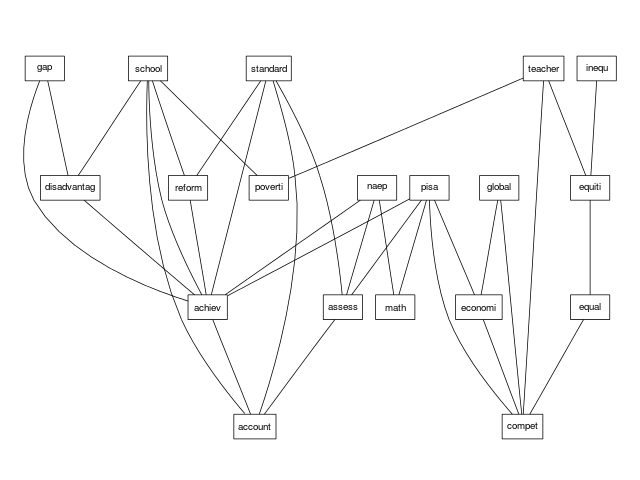 gap
school
standard
teacher
inequ
disadvantag
reform
poverti
naep
pisa
global
equiti
achiev
assess
math
economi
equal
account
compet